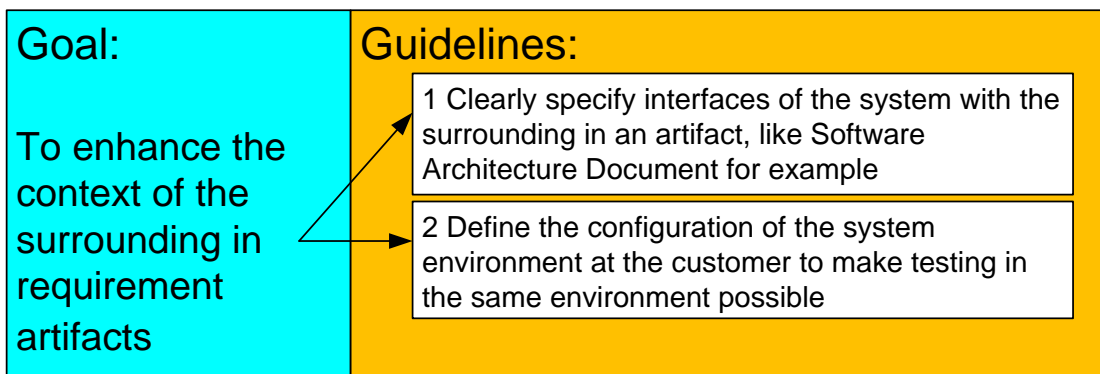 Goal:
To enhance the
context of the
surrounding in
requirement
artifacts
Guidelines:
1 Clearly specify interfaces of the system with the
surrounding in an artifact, like Software
Architecture Document for example
2 Define the configuration of the system
environment at the customer to make testing in
the same environment possible